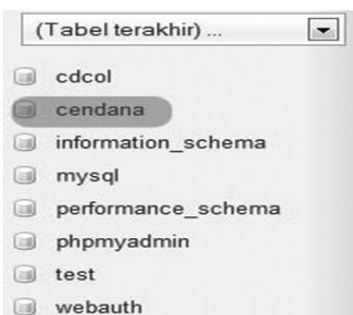 (Tabel terakhir) ...
cdcol
cendana
information_schema
mysql
performance_schema
phpmyadmin
test
webauth